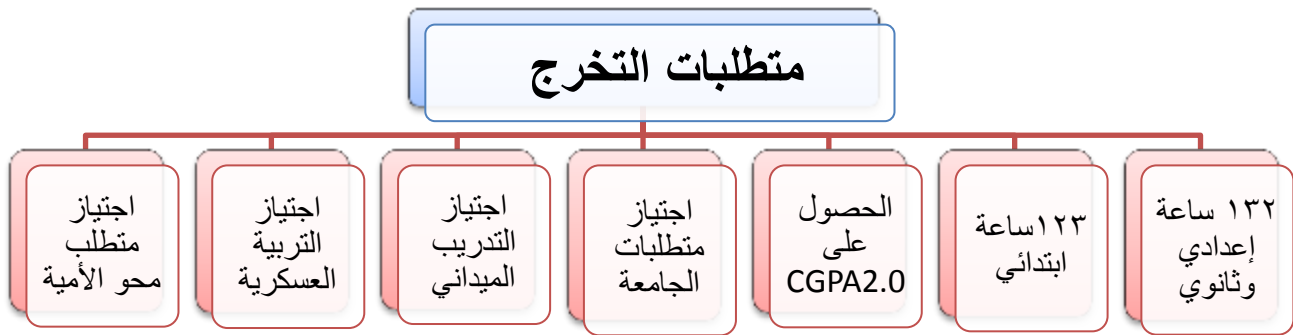 متطلبات التخرج
١٣٢ ساعة
إعدادي
وثانوي
١٢٣ساعة
ابتدائي
الحصول
على
CGPA2.0
اجتياز
متطلبات
الجامعة
اجتياز
التدريب
الميداني
اجتياز
التربية
العسكرية
اجتياز
متطلب
محو الأمية